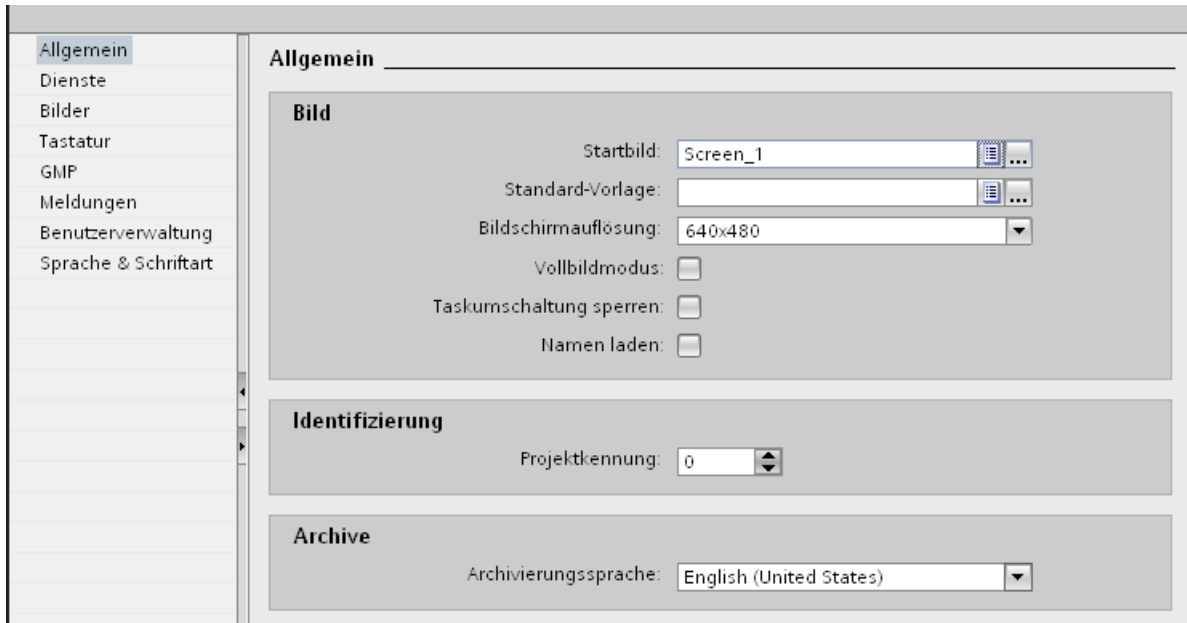 Allgemein
Dienste
Bilder
Tastatur
GMP
Meldungen
Benutzerverwaltung
Sprache & Schriftart
Allgemein
Bild
Startbild: Screen_1 ...
Standard-Vorlage: ...
Bildschirmauflösung: 640x480
Vollbildmodus:
Taskumschaltung sperren:
Namen laden:
Identifizierung
Projektkennung: 0
Archive
Archivierungssprache: English (United States)